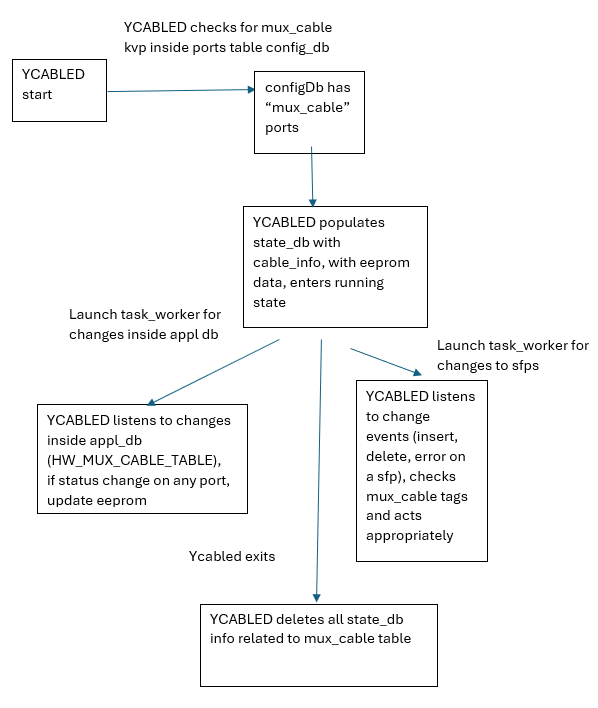 YCABLED checks for mux_cable
kvp inside ports table config_db
YCABLED
start
configDb has
“mux_cable”
ports
YCABLED populates
state_db with
cable_info, with eeprom
data, enters running
state
Launch task_worker for
changes inside appl db
Launch task_worker for
changes to sfps
YCABLED listens to changes
inside appl_db
(HW_MUX_CABLE_TABLE),
if status change on any port,
update eeprom
YCABLED listens
to change
events (insert,
delete, error on
a sfp), checks
mux_cable tags
and acts
appropriately
Ycabled exits
YCABLED deletes all state_db
info related to mux_cable table